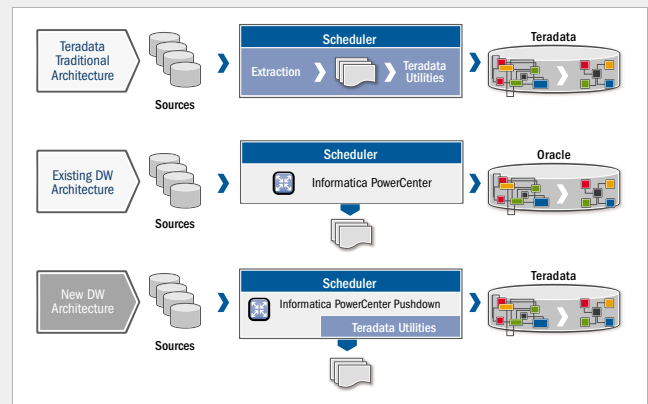 Teradata
Traditional
Architecture
Sources
Scheduler
Extraction
Teradata
Utilities
Teradata
Existing DW
Architecture
Sources
Scheduler
Informatica PowerCenter
Oracle
New DW
Architecture
Sources
Scheduler
Informatica PowerCenter Pushdown
Teradata Utilities
Teradata